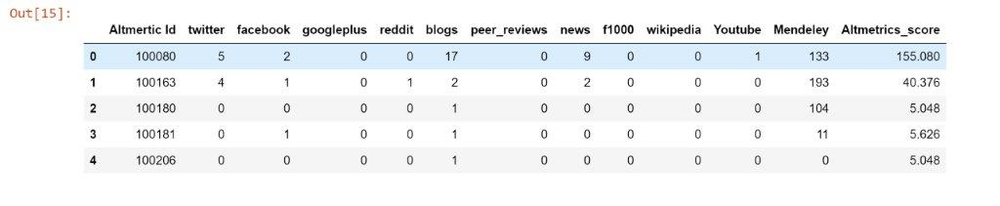 Out[15]:
Altmertic Id twitter facebook googleplus reddit blogs peer_reviews news f1000 wikipedia Youtube Mendeley Altmetrics_score
0 100080 5 2 0 0 17 0 9 0 0 1 133 155.080
1 100163 4 1 0 1 2 0 2 0 0 0 193 40.376
2 100180 0 0 0 0 1 0 0 0 0 0 104 5.048
3 100181 0 1 0 0 1 0 0 0 0 0 11 5.626
4 100206 0 0 0 0 1 0 0 0 0 0 0 5.048